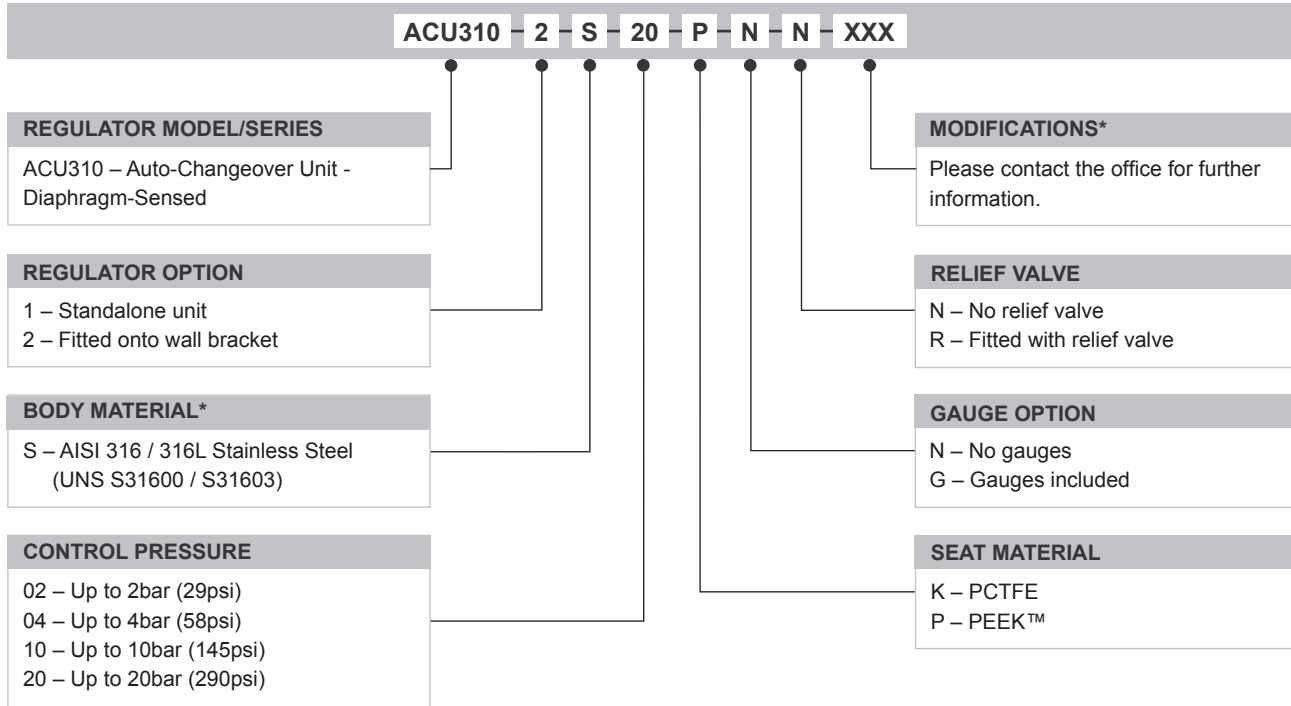 ACU310 - 2 - S - 20 - P - N - N - XXX
REGULATOR MODEL/SERIES
ACU310 – Auto-Changeover Unit -
Diaphragm-Sensed
REGULATOR OPTION
1 – Standalone unit
2 – Fitted onto wall bracket
BODY MATERIAL*
S – AISI 316 / 316L Stainless Steel
(UNS S31600 / S31603)
CONTROL PRESSURE
02 – Up to 2bar (29psi)
04 – Up to 4bar (58psi)
10 – Up to 10bar (145psi)
20 – Up to 20bar (290psi)
MODIFICATIONS*
Please contact the office for further
information.
RELIEF VALVE
N – No relief valve
R – Fitted with relief valve
GAUGE OPTION
N – No gauges
G – Gauges included
SEAT MATERIAL
K – PCTFE
P – PEEK™